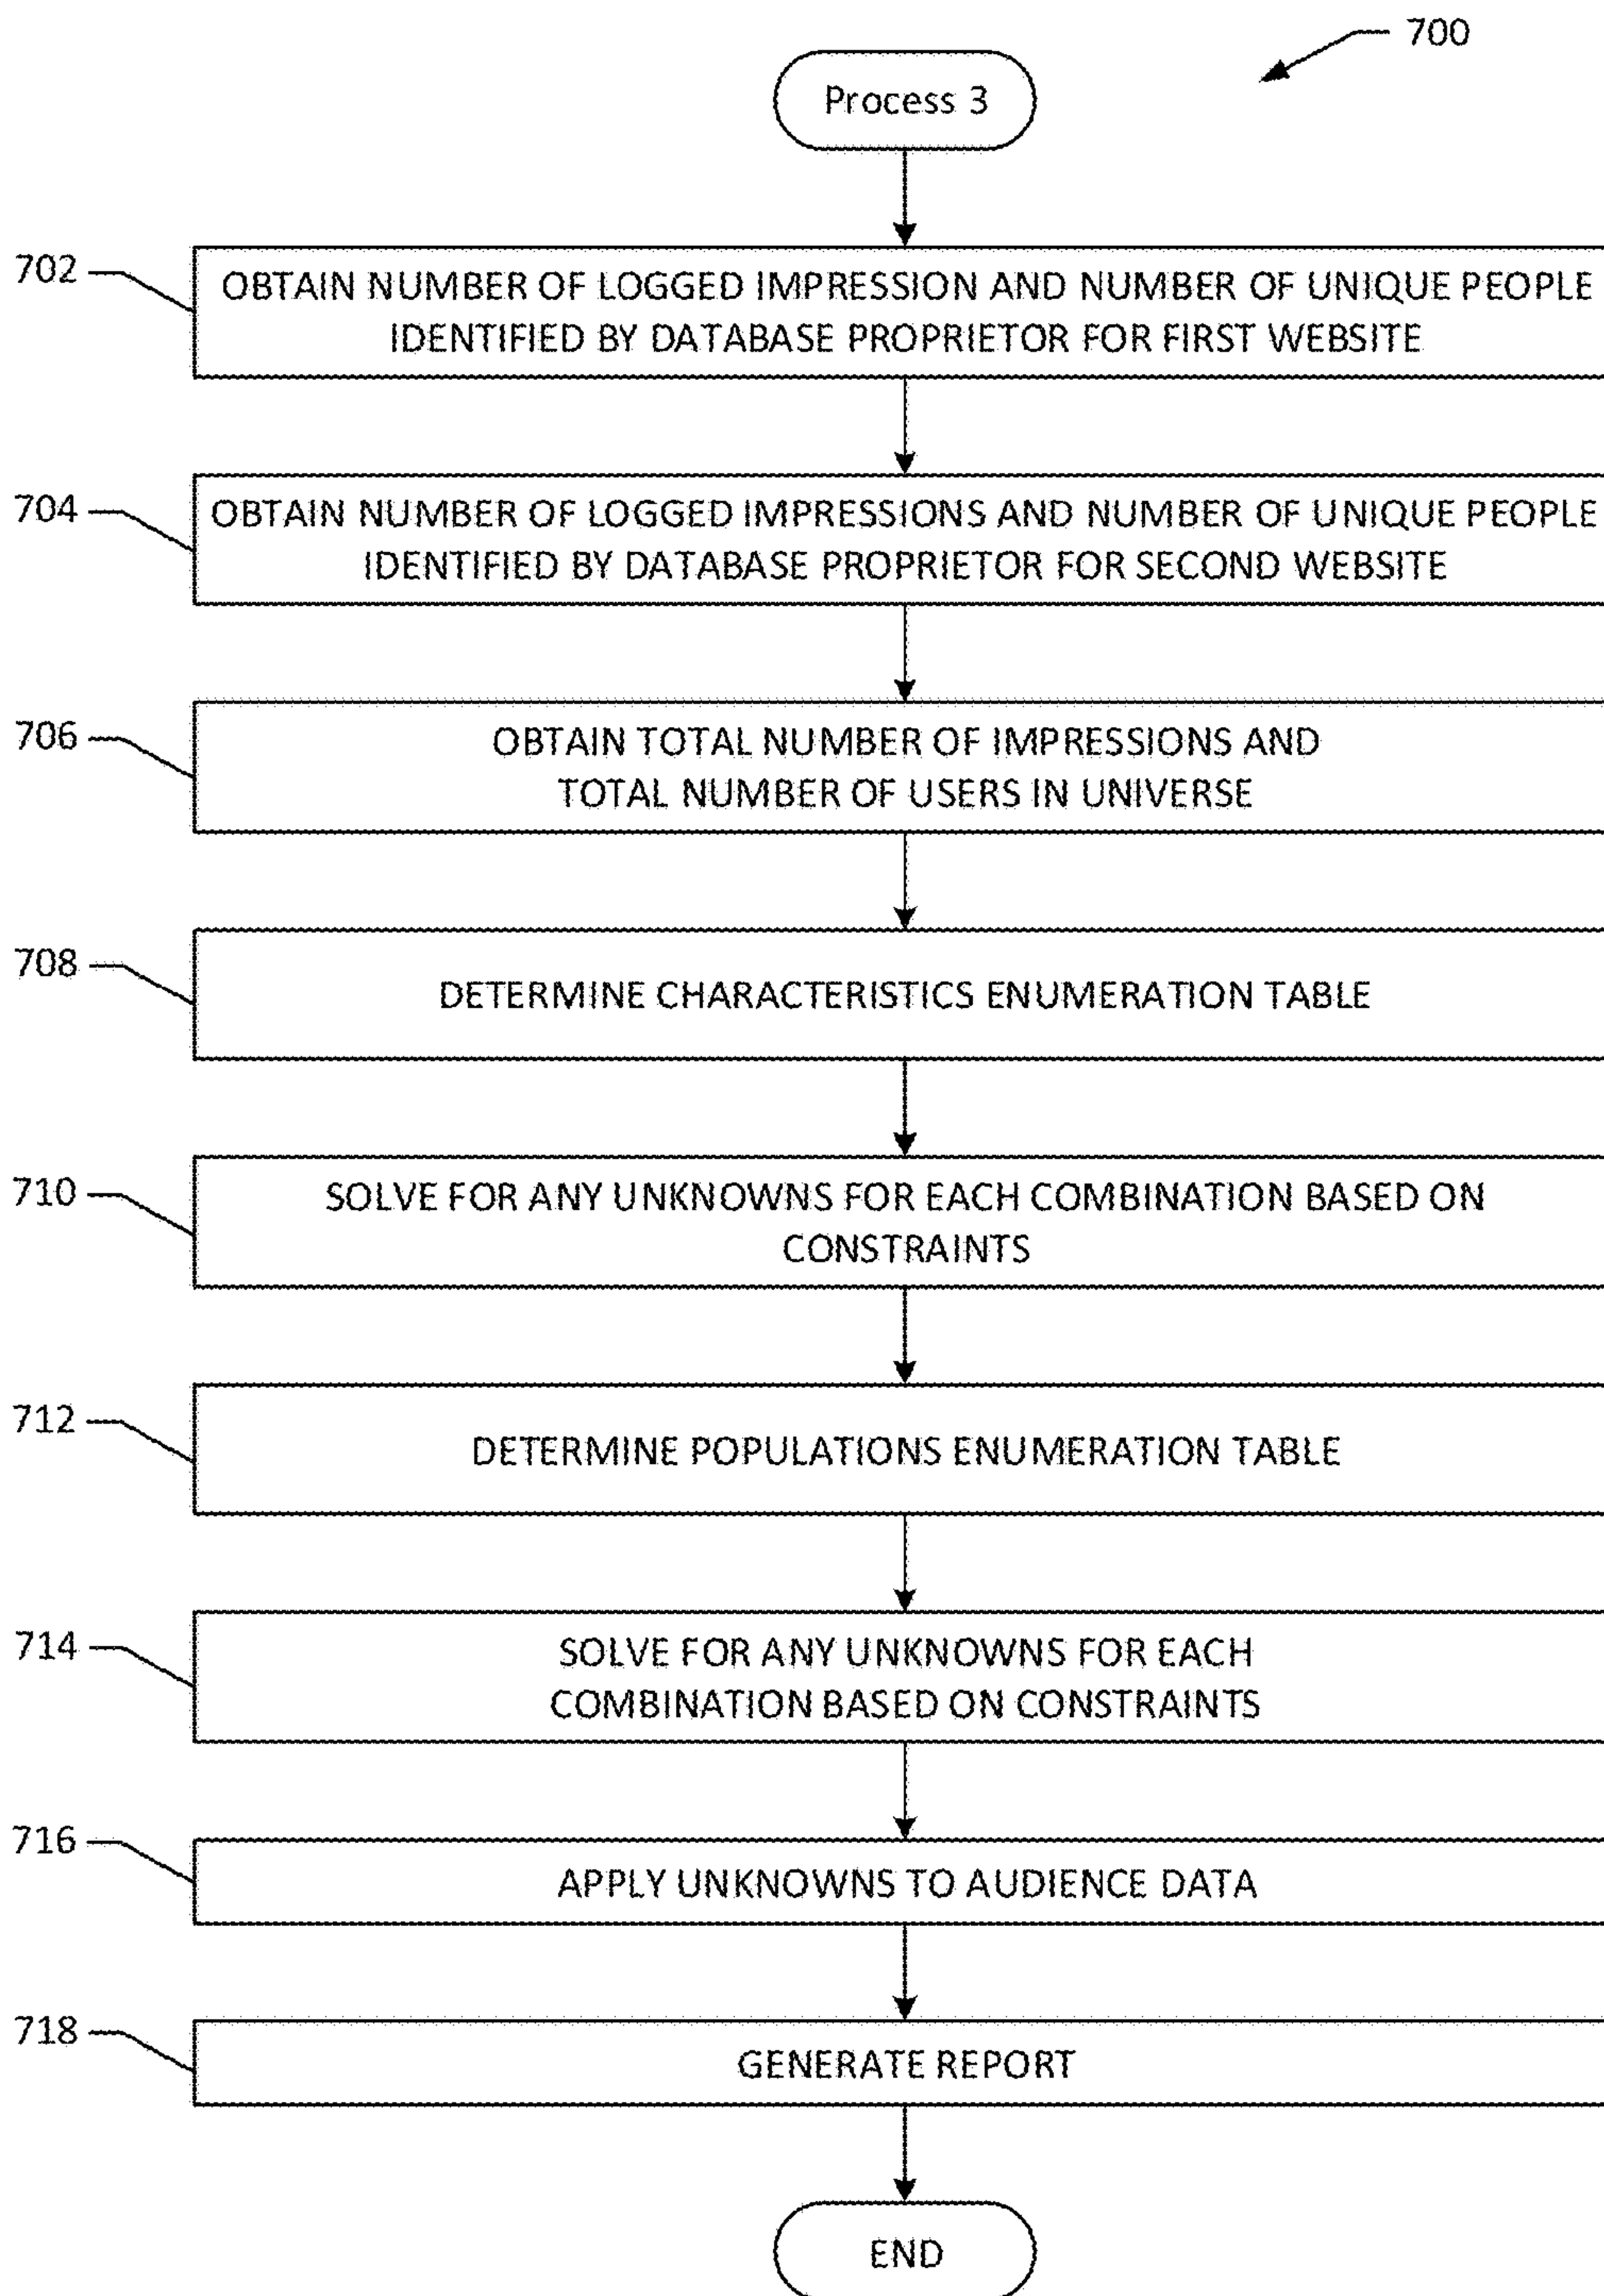 700
Process 3
702
OBTAIN NUMBER OF LOGGED IMPRESSION AND NUMBER OF UNIQUE PEOPLE
IDENTIFIED BY DATABASE PROPRIETOR FOR FIRST WEBSITE
704
OBTAIN NUMBER OF LOGGED IMPRESSIONS AND NUMBER OF UNIQUE PEOPLE
IDENTIFIED BY DATABASE PROPRIETOR FOR SECOND WEBSITE
706
OBTAIN TOTAL NUMBER OF IMPRESSIONS AND
TOTAL NUMBER OF USERS IN UNIVERSE
708
DETERMINE CHARACTERISTICS ENUMERATION TABLE
710
SOLVE FOR ANY UNKNOWNS FOR EACH COMBINATION BASED ON
CONSTRAINTS
712
DETERMINE POPULATIONS ENUMERATION TABLE
714
SOLVE FOR ANY UNKNOWNS FOR EACH
COMBINATION BASED ON CONSTRAINTS
716
APPLY UNKNOWNS TO AUDIENCE DATA
718
GENERATE REPORT
END